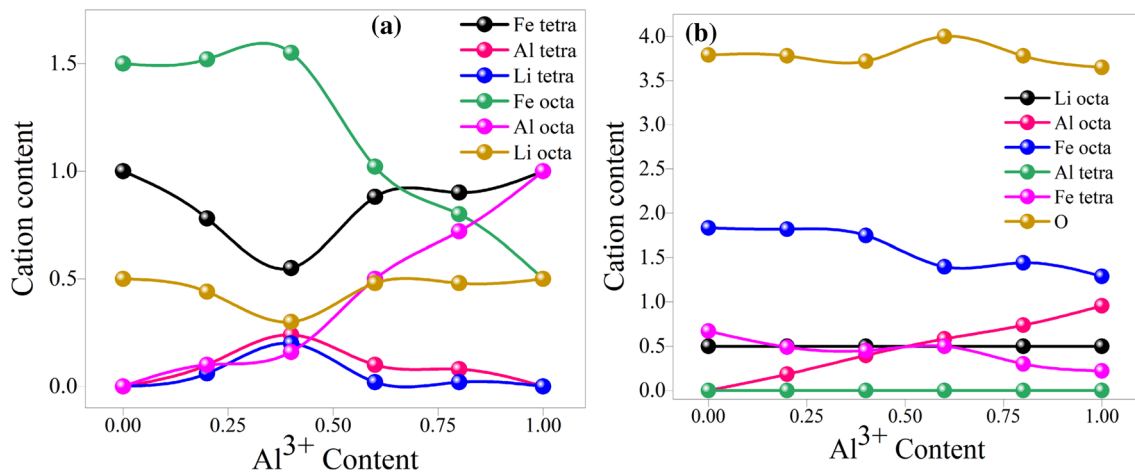 (a)
Fe tetra
Al tetra
Li tetra
Fe octa
Al octa
Li octa
Cation content
1.5
1.0
0.5
0.0
0.00 0.25 0.50 0.75 1.00
Al3+ Content
(b)
Li octa
Al octa
Fe octa
Al tetra
Fe tetra
O
Cation content
4.0
3.5
3.0
2.5
2.0
1.5
1.0
0.5
0.0
0.00 0.25 0.50 0.75 1.00
Al3+ Content